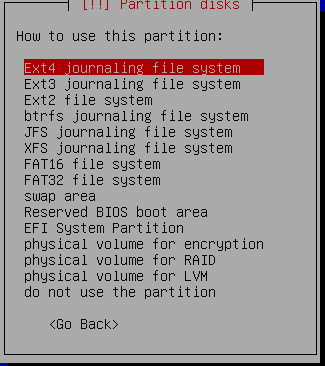 [!!] Partition disks
How to use this partition:
Ext4 journaling file system
Ext3 journaling file system
Ext2 file system
btrfs journaling file system
JFS journaling file system
XFS journaling file system
FAT16 file system
FAT32 file system
swap area
Reserved BIOS boot area
EFI System Partition
physical volume for encryption
physical volume for RAID
physical volume for LVM
do not use the partition
<Go Back>